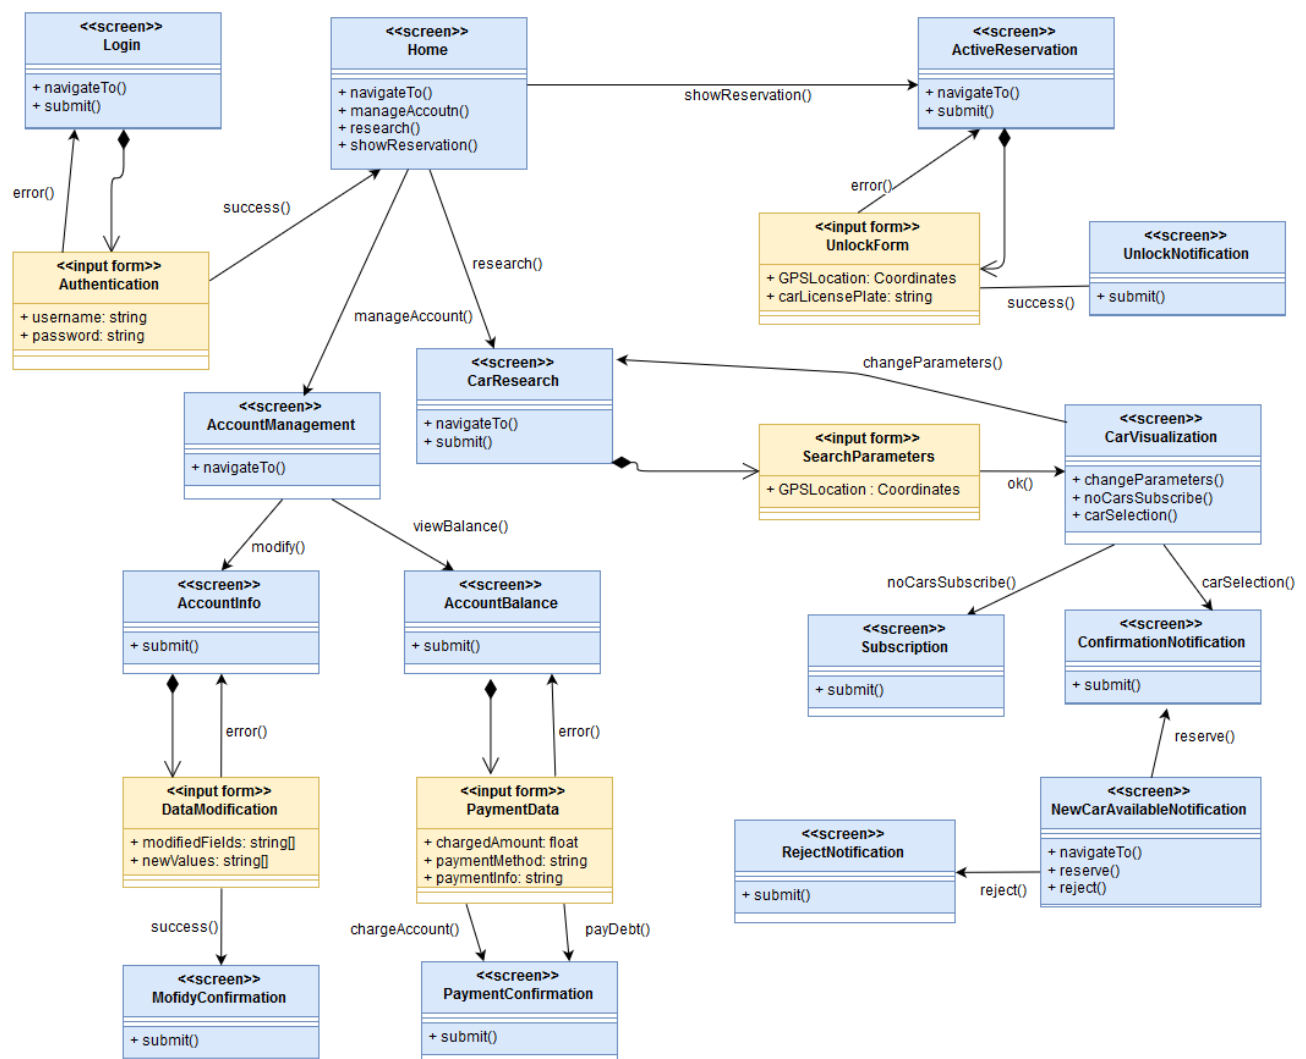 <<screen>>
Login
+ navigateTo()
+ submit()
<<screen>>
Home
+ navigateTo()
+ manageAccoutn()
+ research()
+ showReservation()
<<screen>>
ActiveReservation
+ navigateTo()
+ submit()
showReservation()
error()
success()
error()
<<input form>>
Authentication
+ username: string
+ password: string
<<input form>>
UnlockForm
+ GPSLocation: Coordinates
+ carLicensePlate: string
<<screen>>
UnlockNotification
+ submit()
success()
research()
manageAccount()
<<screen>>
CarResearch
+ navigateTo()
+ submit()
changeParameters()
<<screen>>
AccountManagement
+ navigateTo()
<<input form>>
SearchParameters
+ GPSLocation : Coordinates
ok()
<<screen>>
CarVisualization
+ changeParameters()
+ noCarsSubscribe()
+ carSelection()
modify()
viewBalance()
noCarsSubscribe()
carSelection()
<<screen>>
AccountInfo
+ submit()
<<screen>>
AccountBalance
+ submit()
<<screen>>
Subscription
+ submit()
<<screen>>
ConfirmationNotification
+ submit()
error()
error()
reserve()
<<input form>>
DataModification
+ modifiedFields: string[]
+ newValues: string[]
<<input form>>
PaymentData
+ chargedAmount: float
+ paymentMethod: string
+ paymentInfo: string
<<screen>>
RejectNotification
+ submit()
reject()
<<screen>>
NewCarAvailableNotification
+ navigateTo()
+ reserve()
+ reject()
success()
chargeAccount()
payDebt()
<<screen>>
MofidyConfirmation
+ submit()
<<screen>>
PaymentConfirmation
+ submit()